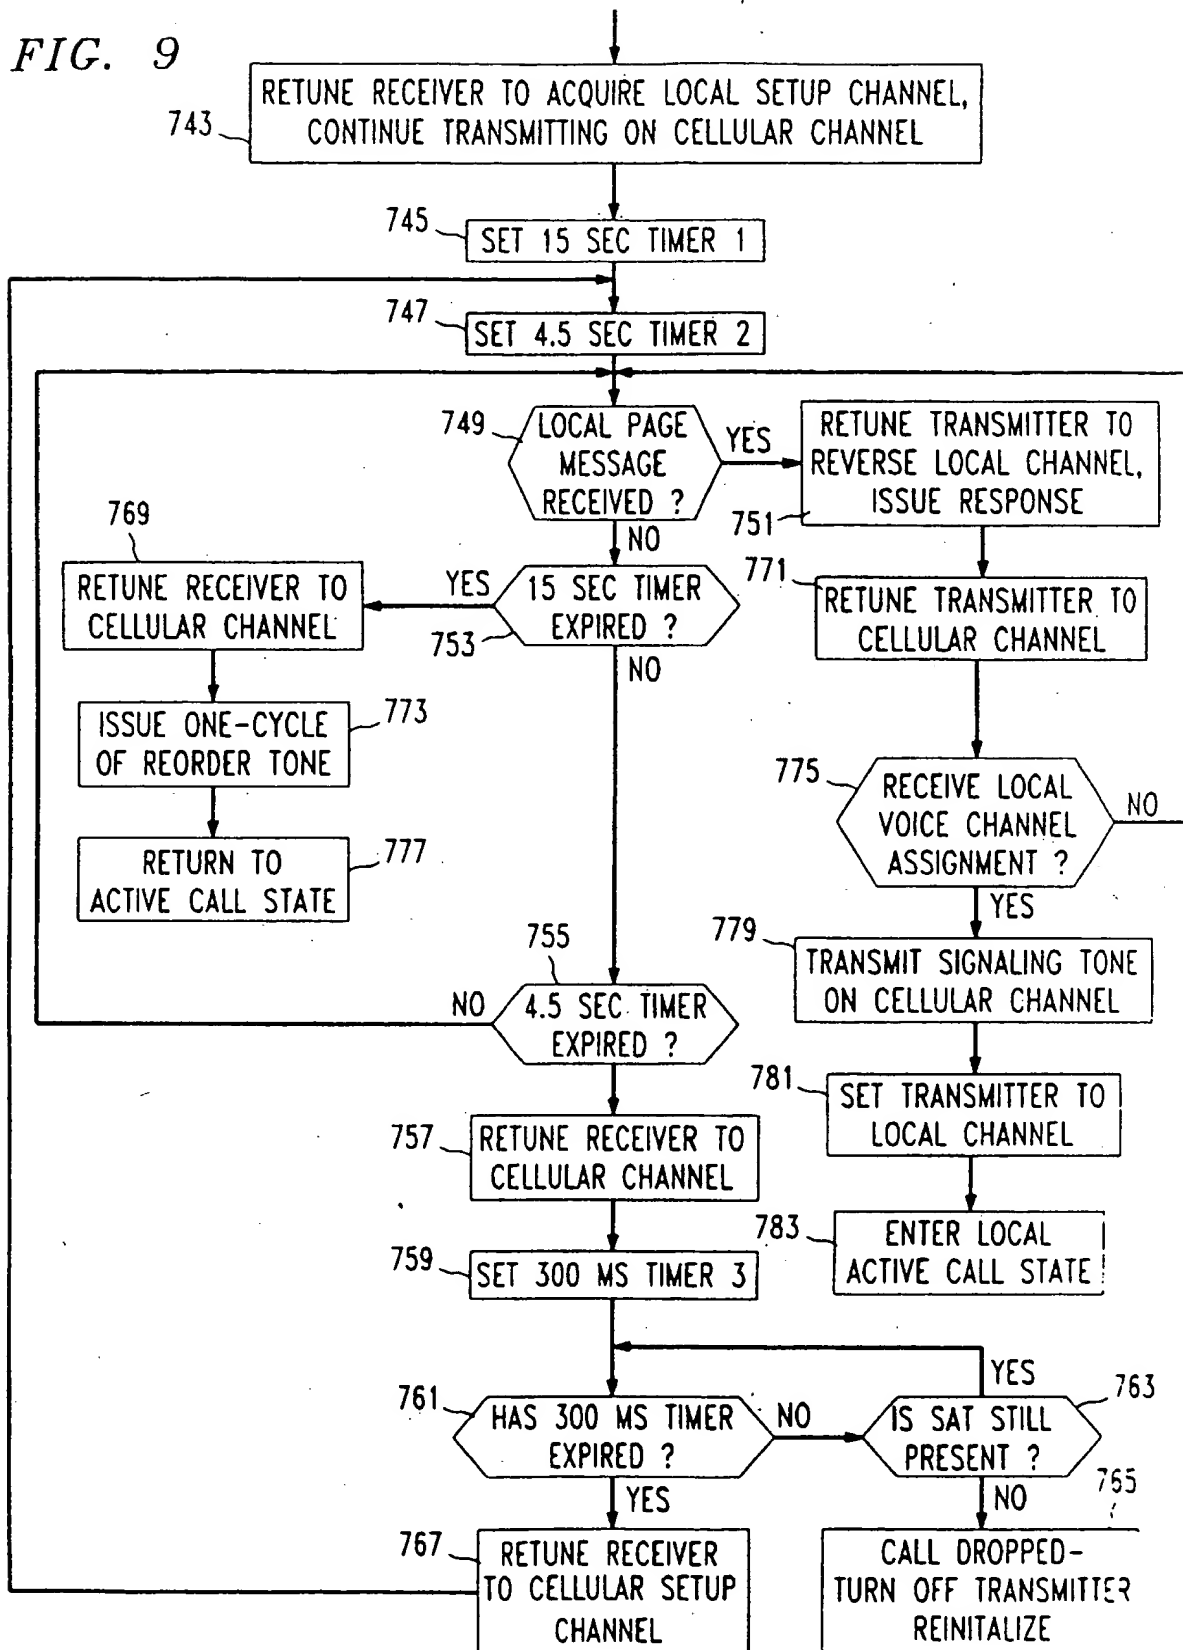 FIG. 9
743
RETUNE RECEIVER TO ACQUIRE LOCAL SETUP CHANNEL,
CONTINUE TRANSMITTING ON CELLULAR CHANNEL
745
SET 15 SEC TIMER 1
747
SET 4.5 SEC TIMER 2
749
LOCAL PAGE
MESSAGE
RECEIVED ?
YES
NO
RETUNE TRANSMITTER TO
REVERSE LOCAL CHANNEL,
ISSUE RESPONSE
751
769
RETUNE RECEIVER TO
CELLULAR CHANNEL
YES
15 SEC TIMER
EXPIRED ?
753
NO
771
RETUNE TRANSMITTER TO
CELLULAR CHANNEL
ISSUE ONE-CYCLE
OF REORDER TONE
773
775
RECEIVE LOCAL
VOICE CHANNEL
ASSIGNMENT ?
NO
YES
RETURN TO
ACTIVE CALL STATE
777
779
TRANSMIT SIGNALING TONE
ON CELLULAR CHANNEL
755
NO
4.5 SEC TIMER
EXPIRED ?
781
SET TRANSMITTER TO
LOCAL CHANNEL
757
RETUNE RECEIVER TO
CELLULAR CHANNEL
783
ENTER LOCAL
ACTIVE CALL STATE
759
SET 300 MS TIMER 3
761
HAS 300 MS TIMER
EXPIRED ?
NO
YES
YES
763
IS SAT STILL
PRESENT ?
NO
765
767
RETUNE RECEIVER
TO CELLULAR SETUP
CHANNEL
CALL DROPPED-
TURN OFF TRANSMITTER
REINITALIZE